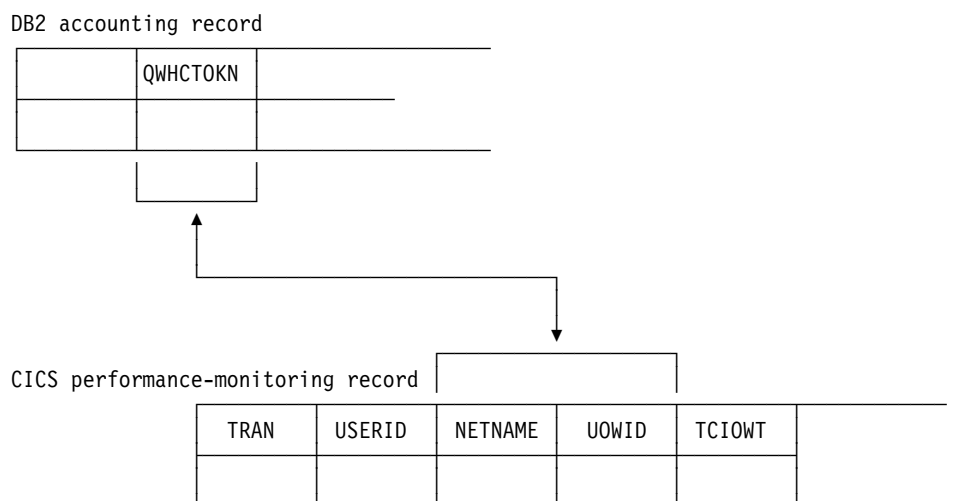 DB2 accounting record
QWHCTOKN
CICS performance-monitoring record
TRAN USERID NETNAME UOWID TCIOWT